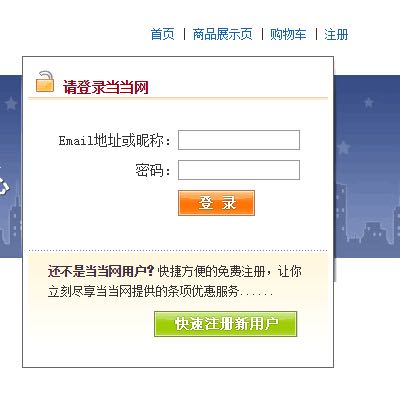 首页 | 商品展示页 | 购物车 | 注册
请登录当当网
Email地址或昵称：
密码：
登 录
还不是当当网用户？快捷方便的免费注册，让你
立刻尽享当当网提供的条项优惠服务......
快速注册新用户